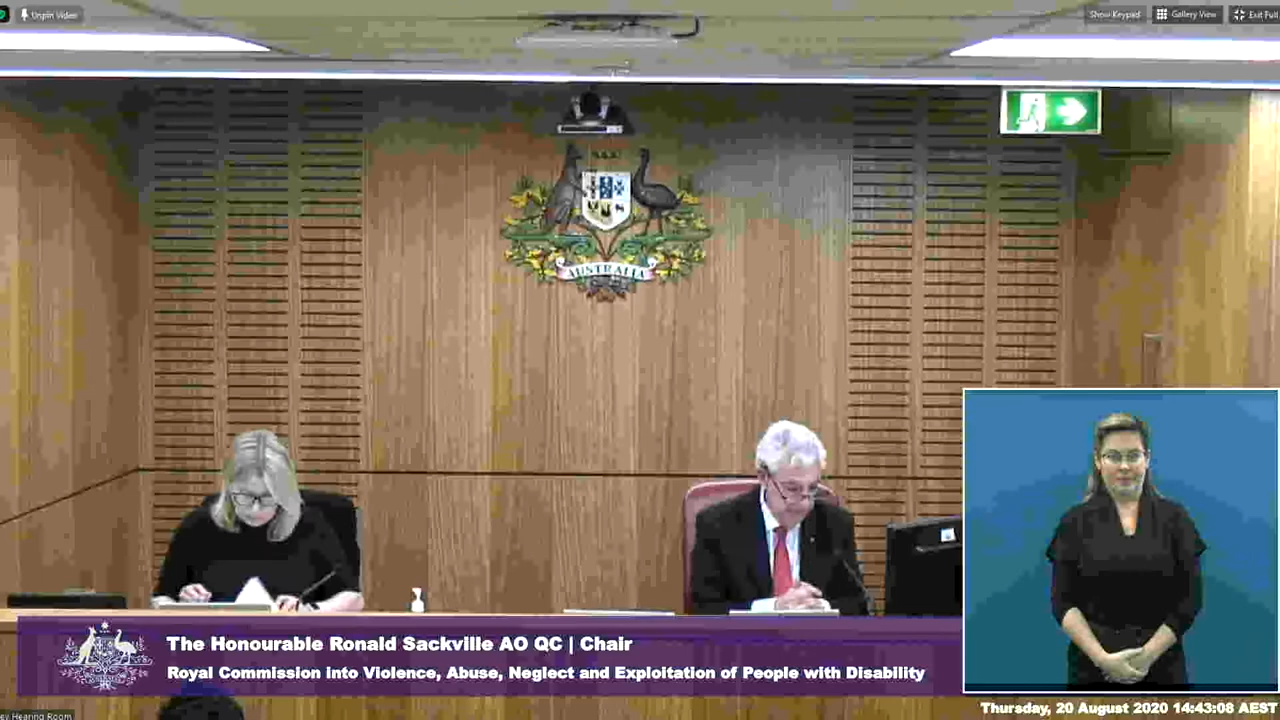 Unpin Video
Show Keypad
Gallery View
Exit Full
AUSTRALIA
The Honourable Ronald Sackville AO QC | Chair
Royal Commission into Violence, Abuse, Neglect and Exploitation of People with Disability
ey Hearing Room
Thursday, 20 August 2020 14:43:08 AEST